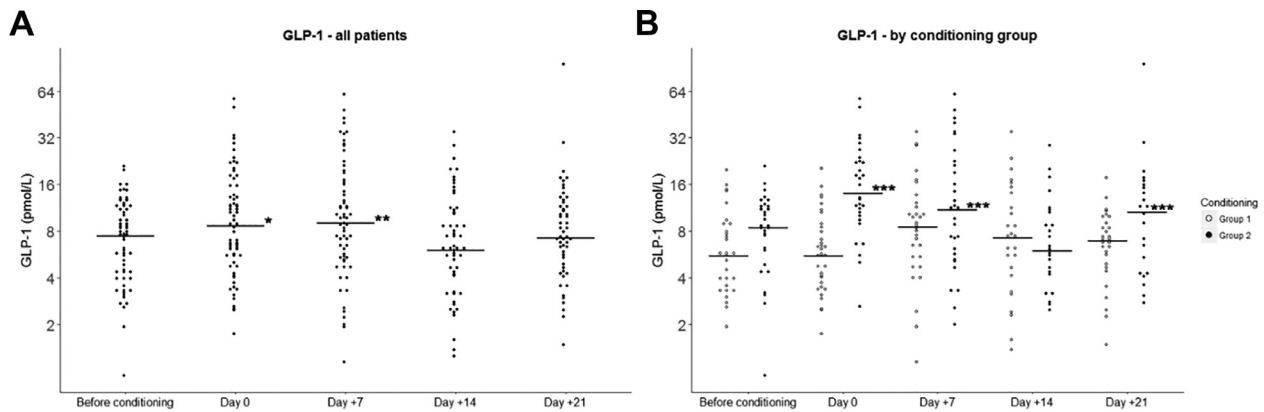 A
GLP-1 - all patients
GLP-1 (pmol/L)
64
32
16
8
4
2
*
**
Before conditioning
Day 0
Day +7
Day +14
Day +21
B
GLP-1 - by conditioning group
GLP-1 (pmol/L)
64
32
16
8
4
2
***
***
***
Before conditioning
Day 0
Day +7
Day +14
Day +21
Conditioning
Group 1
Group 2